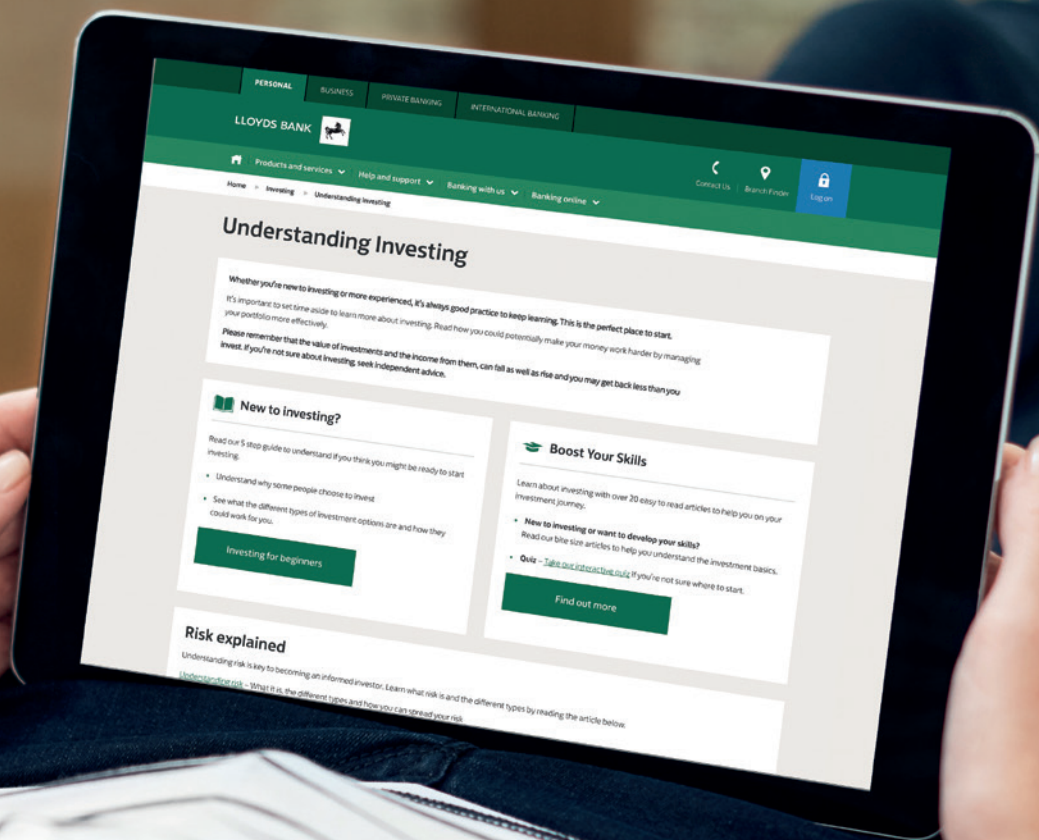 PERSONAL
BUSINESS
PRIVATE BANKING
INTERNATIONAL BANKING
LLOYDS BANK
Contact Us
Branch Finder
Log on
Products and services
Help and support
Banking with us
Banking online
Home > Investing > Understanding Investing
Understanding Investing
Whether you're new to investing or more experienced, it's always good practice to keep learning. This is the perfect place to start.
It's important to set time aside to learn more about investing. Read how you could potentially make your money work harder by managing
your portfolio more effectively.
Please remember that the value of investments and the income from them, can fall as well as rise and you may get back less than you
invest. If you're not sure about investing, seek independent advice.
New to investing?
Read our 5 step guide to understand if you think you might be ready to start
investing.
• Understand why some people choose to invest
• See what the different types of investment options are and how they
could work for you.
Investing for beginners
Boost Your Skills
Learn about investing with over 20 easy to read articles to help you on your
investment journey.
• New to investing or want to develop your skills?
Read our bite size articles to help you understand the investment basics.
• Quiz – Take our interactive quiz If you're not sure where to start.
Find out more
Risk explained
Understanding risk is key to becoming an informed investor. Learn what risk is and the different types by reading the article below.
Understanding risk – What it is, the different types and how you can spread your risk